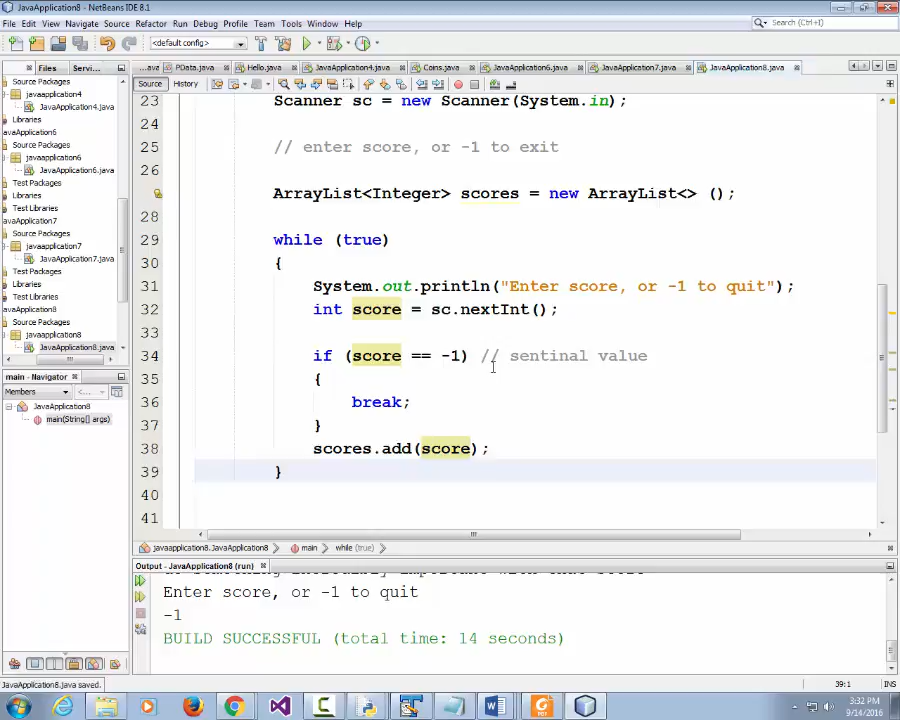 JavaApplication8 - NetBeans IDE 8.1
File Edit View Navigate Source Refactor Run Debug Profile Team Tools Window Help
Search (Ctrl+I)
<default config>
Files Servi...
...ava PData.java Hello.java JavaApplication4.java Coins.java JavaApplication6.java JavaApplication7.java JavaApplication8.java
Source History
Source Packages
javaapplication4
JavaApplication4.java
Libraries
avaApplication6
Source Packages
javaapplication6
JavaApplication6.java
Test Packages
Libraries
Test Libraries
avaApplication7
Source Packages
javaapplication7
JavaApplication7.java
Test Packages
Libraries
Test Libraries
avaApplication8
Source Packages
javaapplication8
JavaApplication8.java
main - Navigator
Members <...>
JavaApplication8
main(String[] args)
23 Scanner sc = new Scanner(System.in);
24
25 // enter score, or -1 to exit
26
ArrayList<Integer> scores = new ArrayList<> ();
28
29 while (true)
30 {
31 System.out.println("Enter score, or -1 to quit");
32 int score = sc.nextInt();
33
34 if (score == -1) // sentinal value
35 {
36 break;
37 }
38 scores.add(score);
39 }
40
41
javaapplication8.JavaApplication8 main while (true)
Output - JavaApplication8 (run)
Enter score, or -1 to quit
-1
BUILD SUCCESSFUL (total time: 14 seconds)
JavaApplication8.java saved.
39:1 INS
3:32 PM
9/14/2016